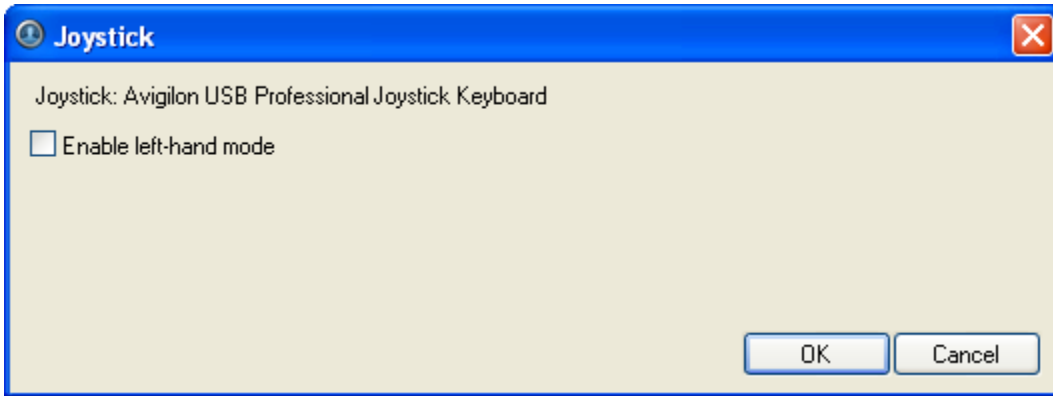 Joystick
Joystick: Avigilon USB Professional Joystick Keyboard
Enable left-hand mode
OK Cancel